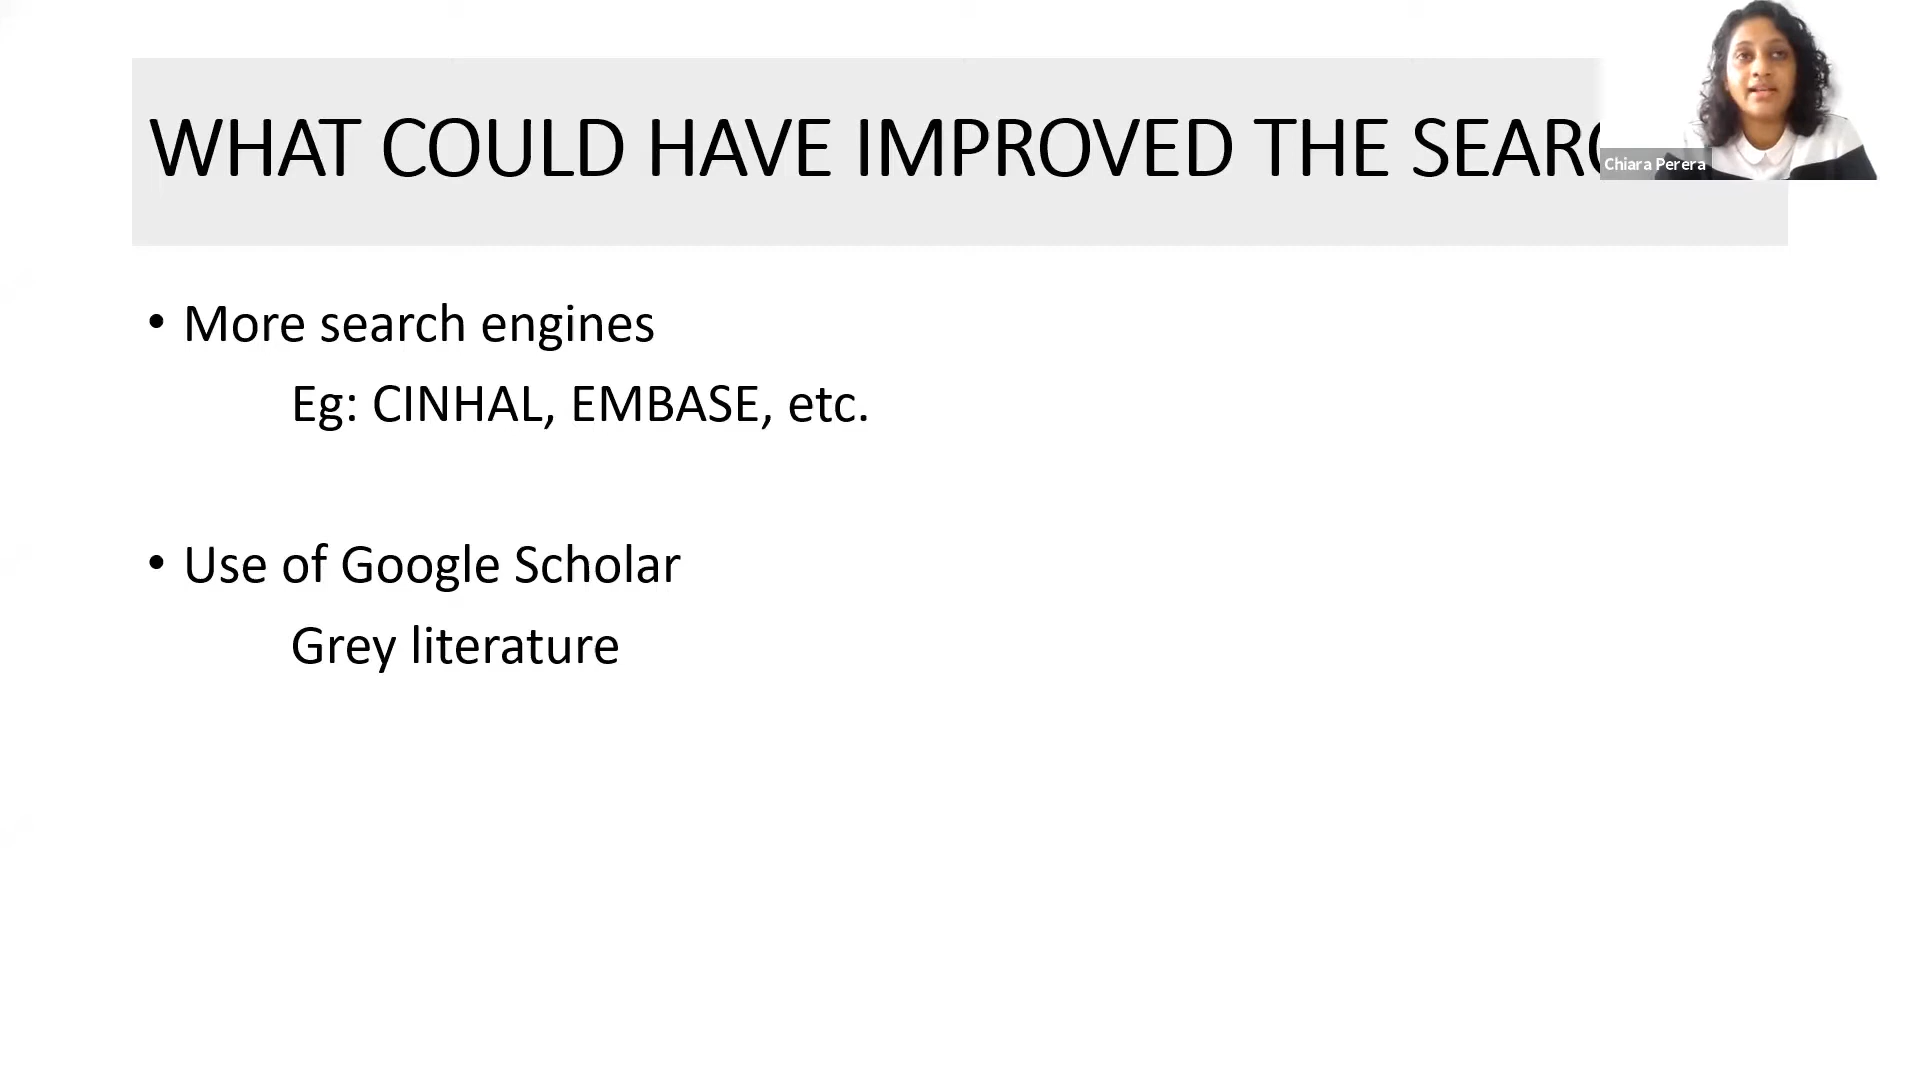 WHAT COULD HAVE IMPROVED THE
Chiara Perera
• More search engines
Eg: CINHAL, EMBASE, etc.
• Use of Google Scholar
Grey literature